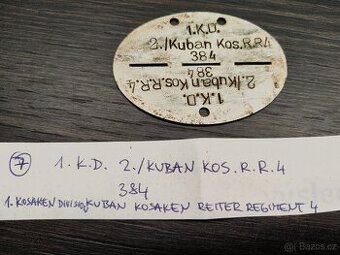 1.K.D.
2./Kuban Kos.R.R.4
384
384
2./Kuban Kos.R.R.4
1.K.D.
7 1. K. D. 2./KUBAN KOS. R. R. 4
384
1. KOSAKEN DIVISION KUBAN KOSAKEN REITER REGIMENT 4
Bazos.cz